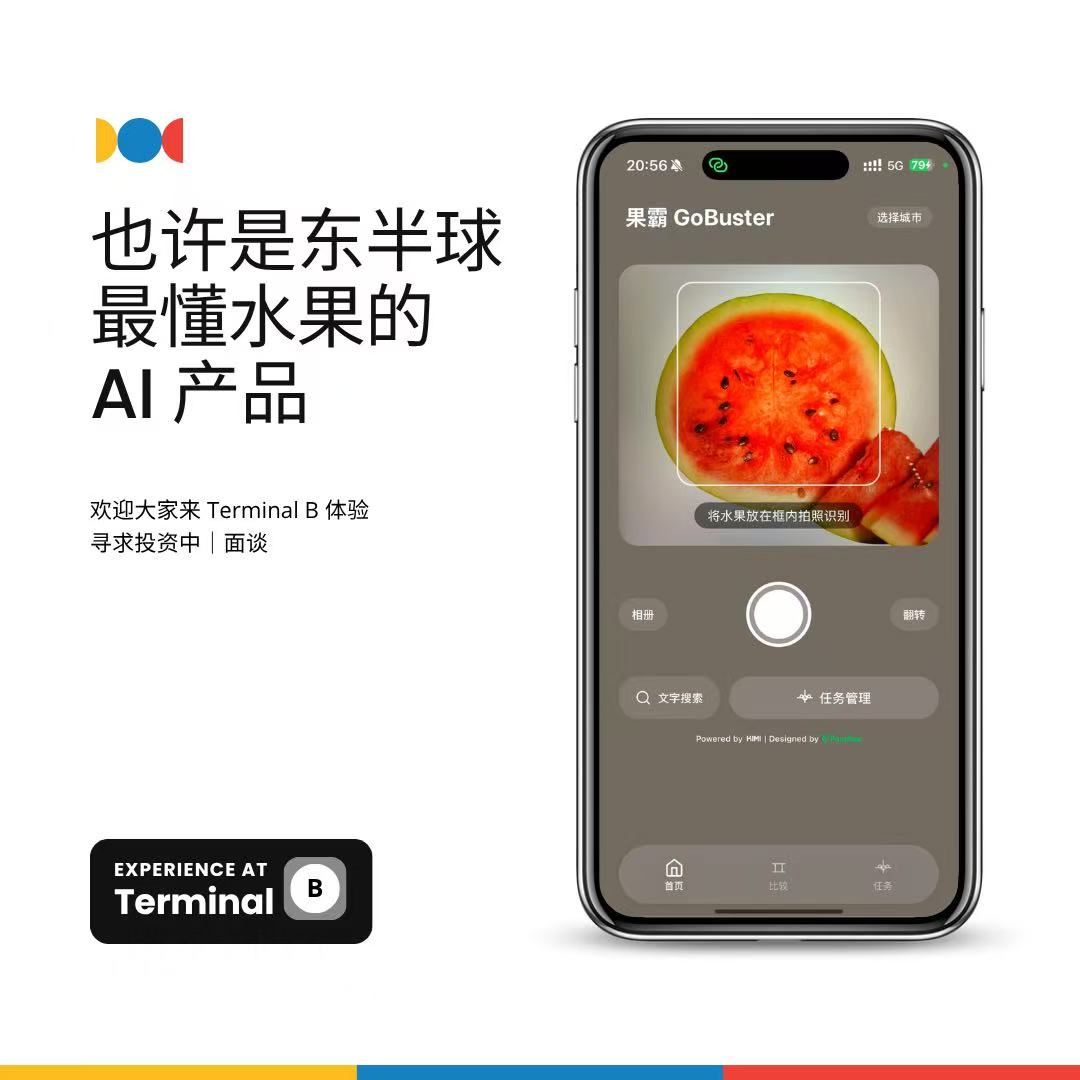 也许是东半球
最懂水果的
AI 产品
欢迎大家来 Terminal B 体验
寻求投资中｜面谈
EXPERIENCE AT
Terminal B
20:56
5G 79
果霸 GoBuster
选择城市
将水果放在框内拍照识别
相册
翻转
文字搜索
任务管理
Powered by KIMI | Designed by
首页
比较
任务